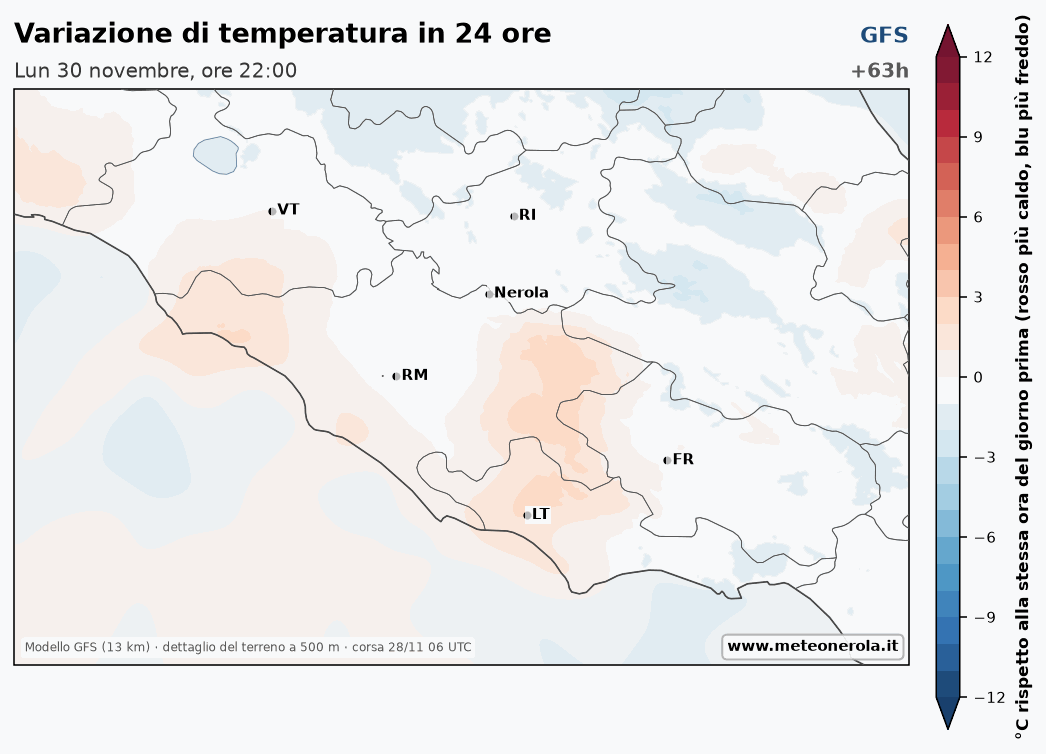 Variazione di temperatura in 24 ore
GFS
Lun 30 novembre, ore 22:00
+63h
VT
RI
Nerola
RM
FR
LT
Modello GFS (13 km) · dettaglio del terreno a 500 m · corsa 28/11 06 UTC
www.meteonerola.it
12
9
6
3
0
−3
−6
−9
−12
°C rispetto alla stessa ora del giorno prima (rosso più caldo, blu più freddo)